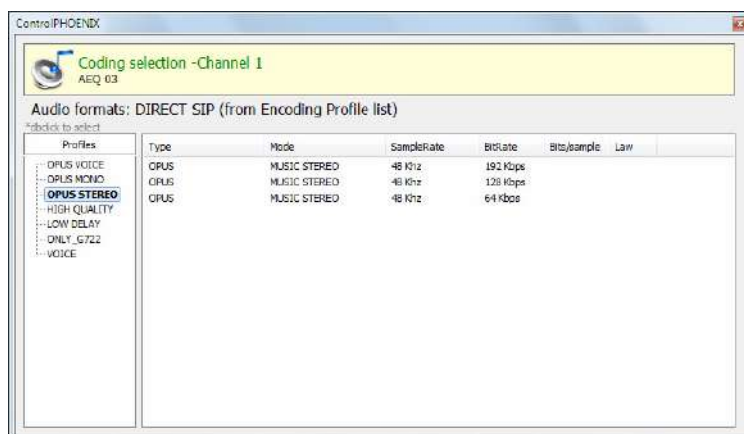 ControlPHOENIX
Coding selection -Channel 1
AEQ 03
Audio formats: DIRECT SIP (from Encoding Profile list)
*dbclick to select
Profiles Type Mode SampleRate BitRate Bits/sample Law
OPUS VOICE OPUS MUSIC STEREO 48 Khz 192 Kbps
OPUS MONO OPUS MUSIC STEREO 48 Khz 128 Kbps
OPUS STEREO OPUS MUSIC STEREO 48 Khz 64 Kbps
HIGH QUALITY
LOW DELAY
ONLY_G722
VOICE